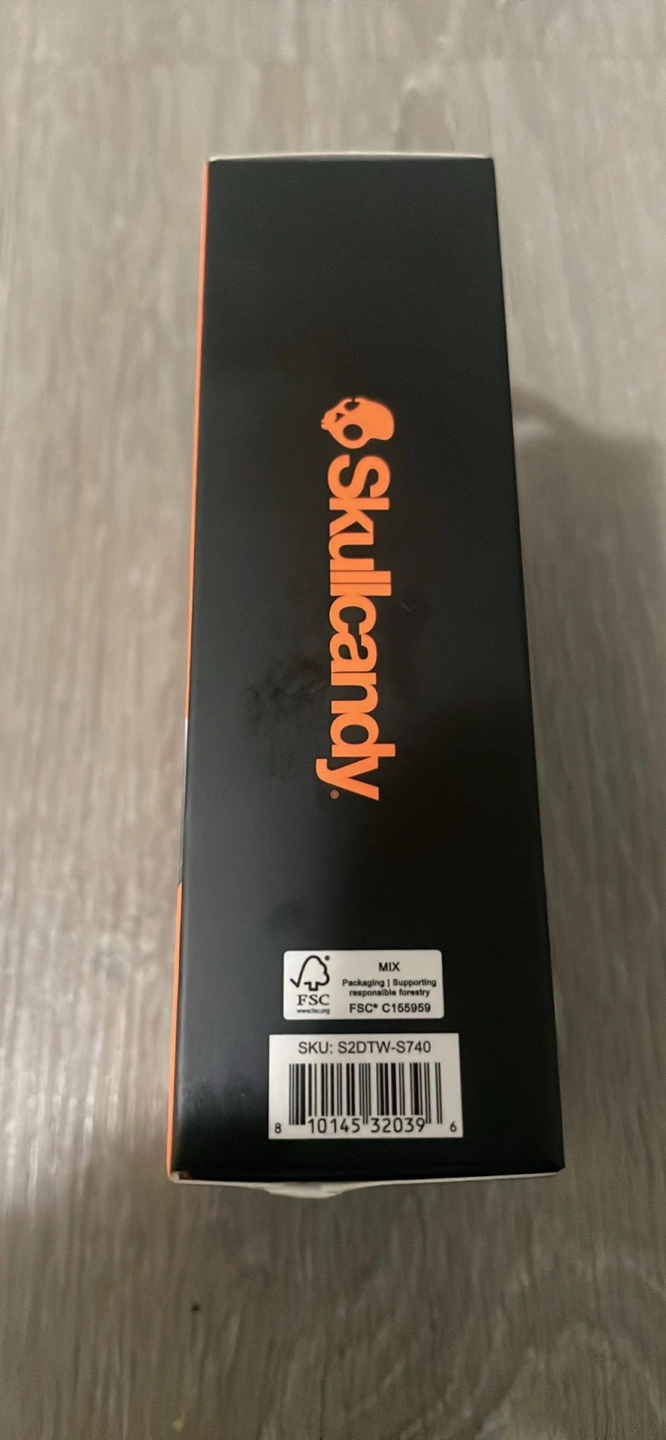 Skullcandy®
FSC®
www.fsc.org
MIX
Packaging | Supporting
responsible forestry
FSC® C155959
SKU: S2DTW-S740
8 10145 32039 6